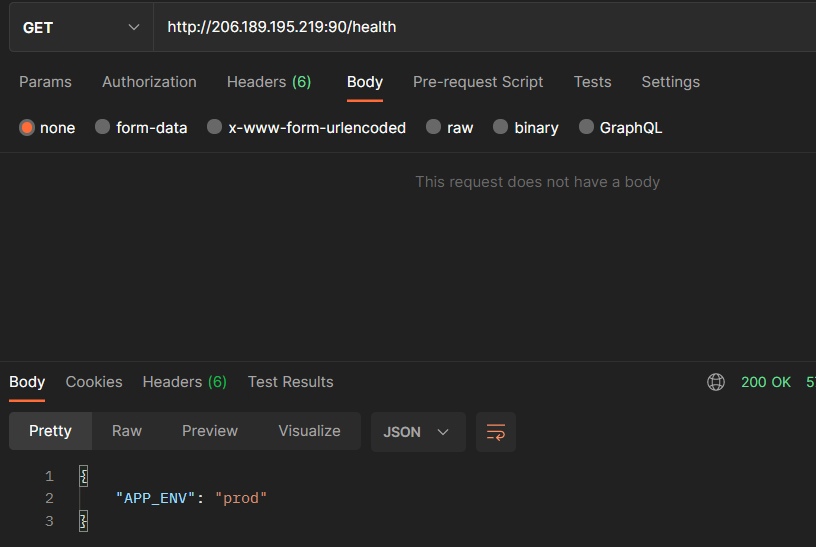 GET http://206.189.195.219:90/health
Params Authorization Headers (6) Body Pre-request Script Tests Settings
none form-data x-www-form-urlencoded raw binary GraphQL
This request does not have a body
Body Cookies Headers (6) Test Results 200 OK
Pretty Raw Preview Visualize JSON
1 {
2 "APP_ENV": "prod"
3 }